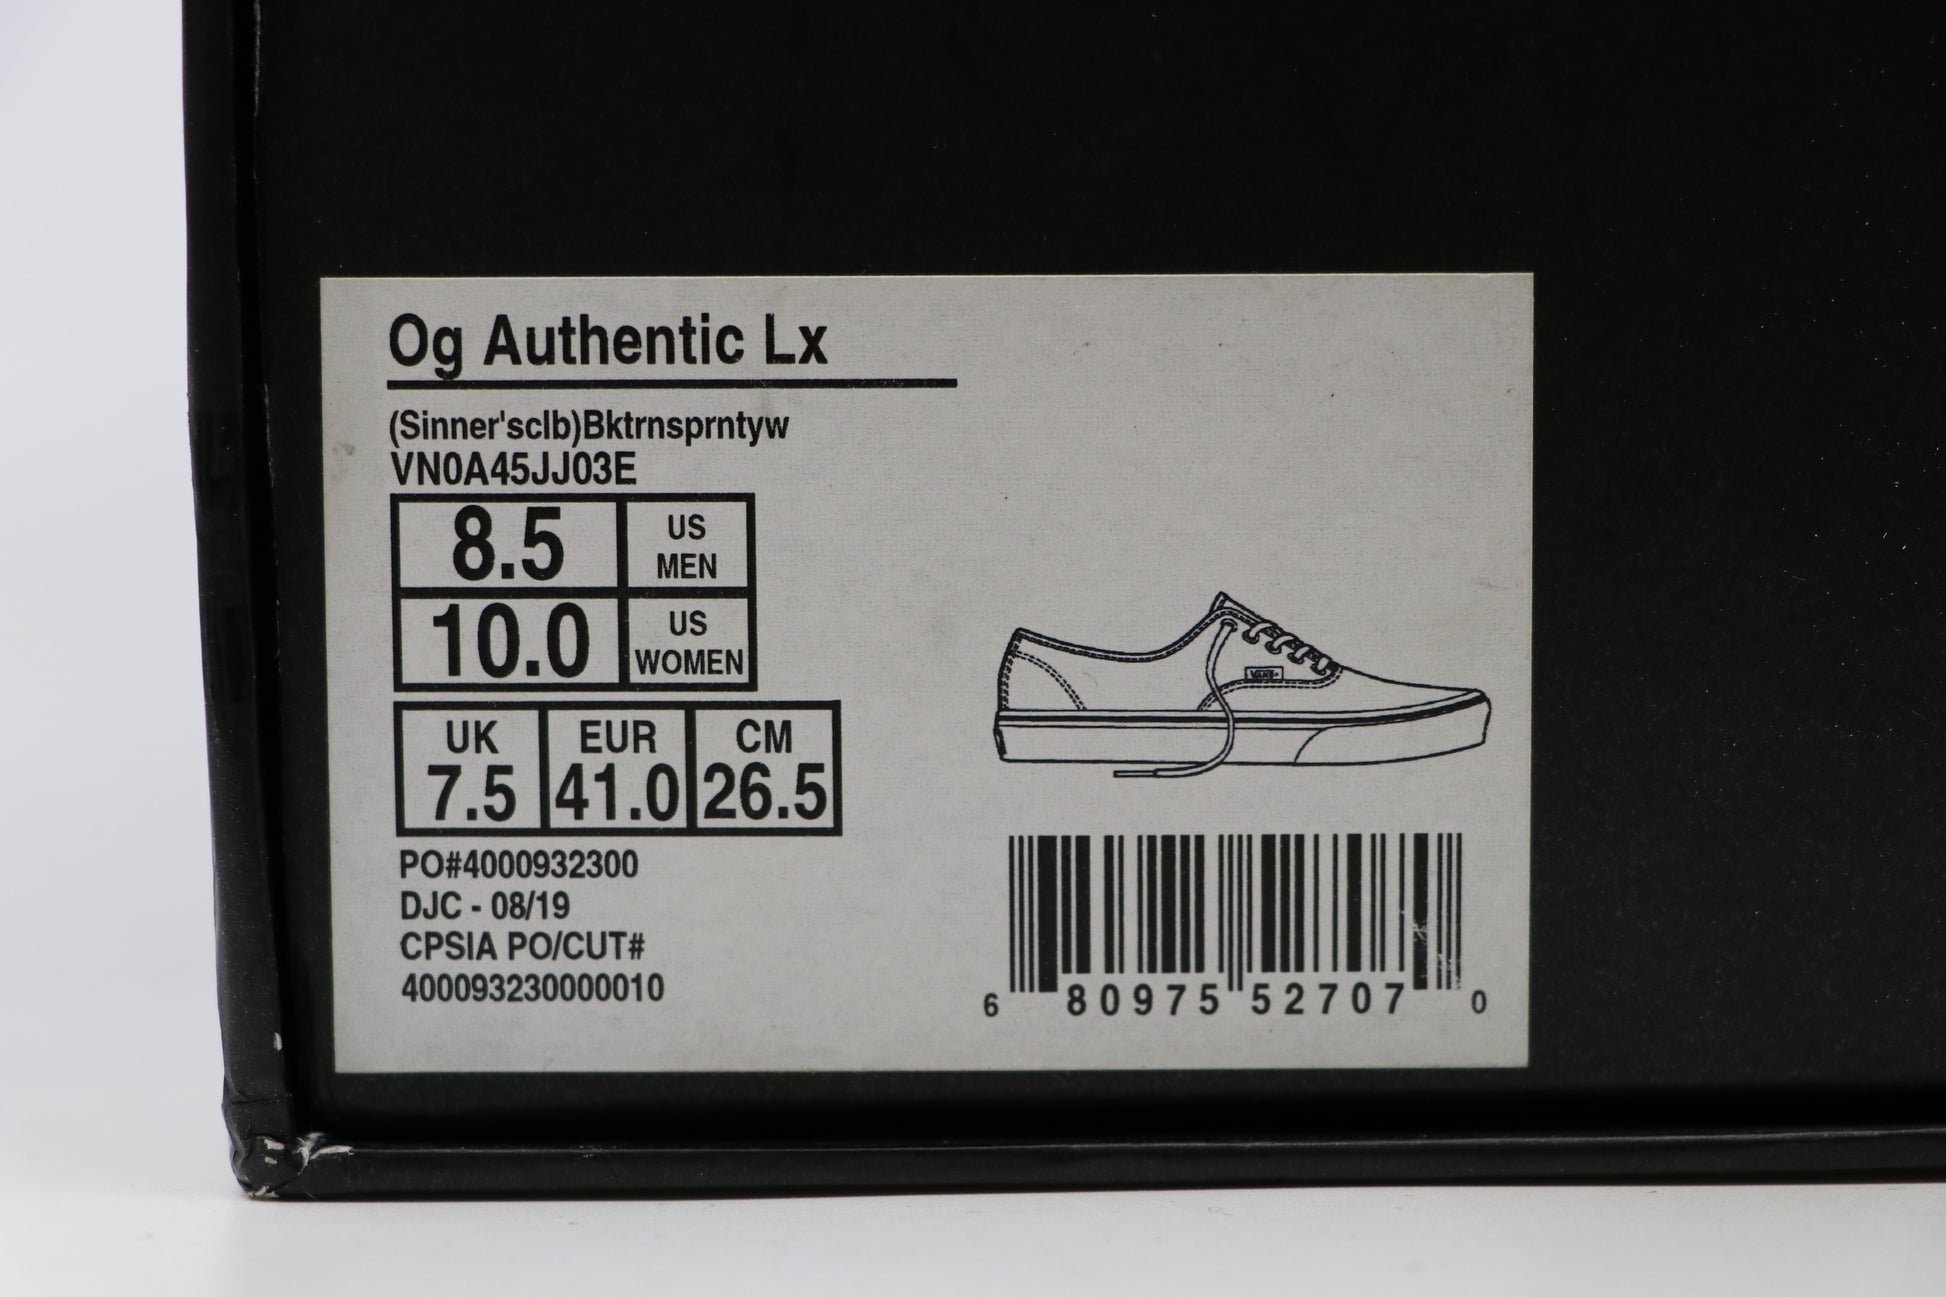 Og Authentic Lx
(Sinner'sclb)Bktrnsprntyw
VN0A45JJ03E
8.5 US MEN
10.0 US WOMEN
UK EUR CM
7.5 41.0 26.5
PO#4000932300
DJC - 08/19
CPSIA PO/CUT#
400093230000010
VANS
6 80975 52707 0